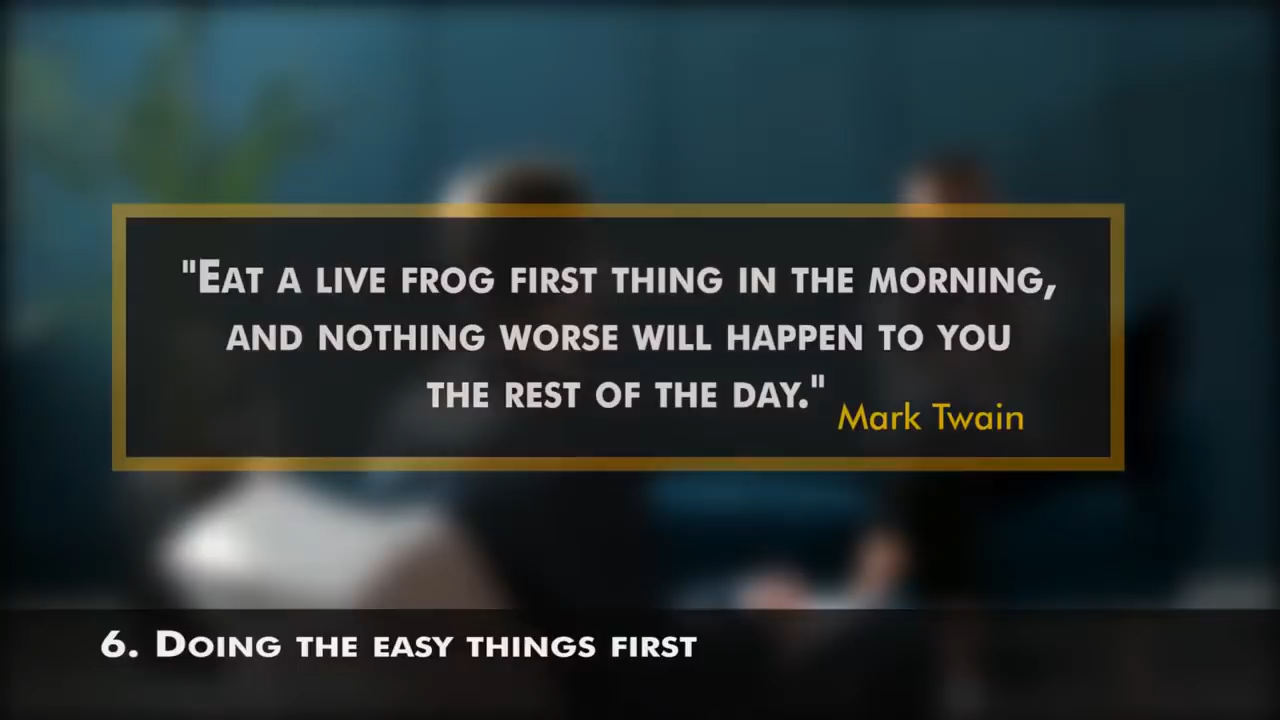 "Eat a live frog first thing in the morning,
and nothing worse will happen to you
the rest of the day."
Mark Twain
6. Doing the easy things first